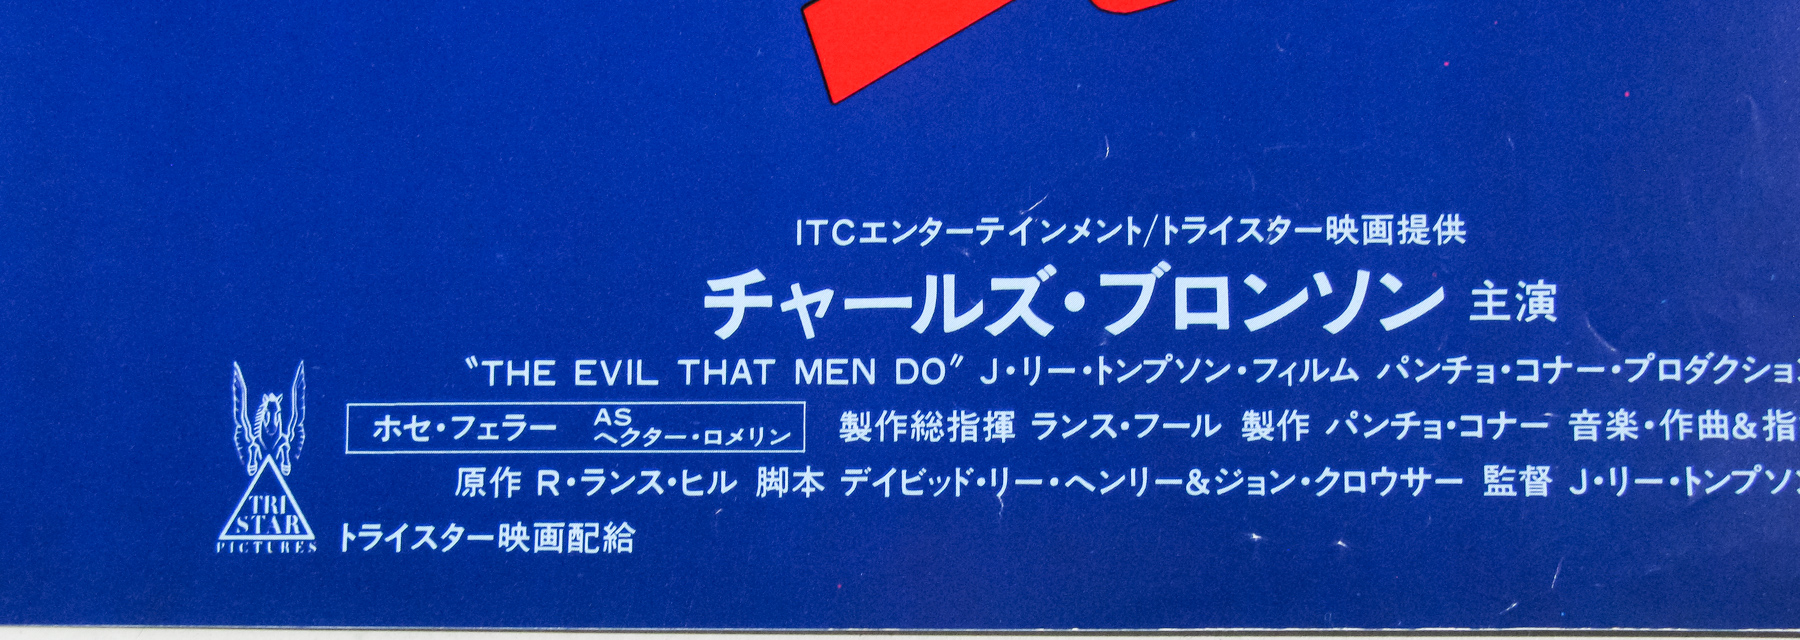 ITCエンターテインメント/トライスター映画提供
チャールズ・ブロンソン 主演
"THE EVIL THAT MEN DO" J・リー・トンプソン・フィルム パンチョ・コナー・プロダクション
ホセ・フェラー AS ヘクター・ロメリン 製作総指揮 ランス・フール 製作 パンチョ・コナー 音楽・作曲&指
原作 R・ランス・ヒル 脚本 デイビッド・リー・ヘンリー&ジョン・クロウサー 監督 J・リー・トンプソン
TRI
STAR
PICTURES
トライスター映画配給